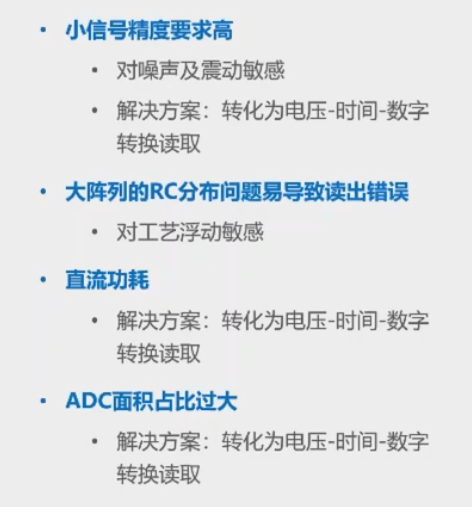 • 小信号精度要求高
• 对噪声及震动敏感
• 解决方案：转化为电压-时间-数字
转换读取
• 大阵列的RC分布问题易导致读出错误
• 对工艺浮动敏感
• 直流功耗
• 解决方案：转化为电压-时间-数字
转换读取
• ADC面积占比过大
• 解决方案：转化为电压-时间-数字
转换读取